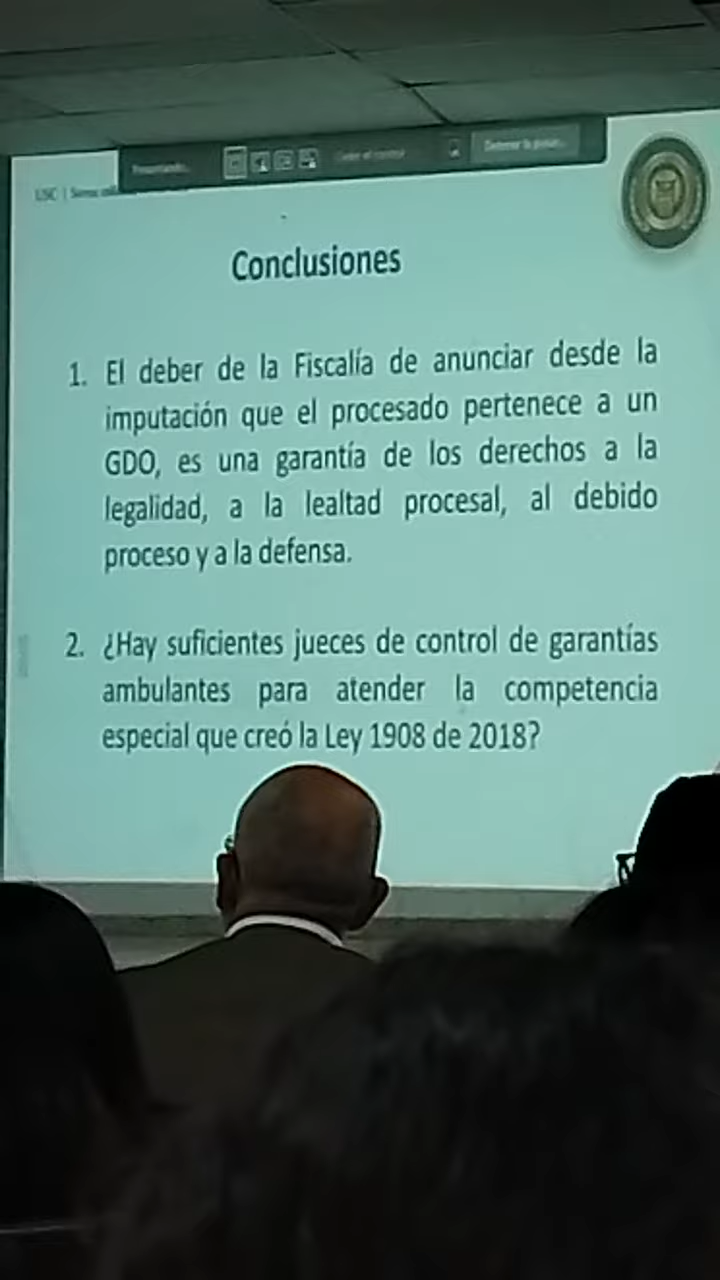 USC |
Conclusiones
1. El deber de la Fiscalía de anunciar desde la
imputación que el procesado pertenece a un
GDO, es una garantía de los derechos a la
legalidad, a la lealtad procesal, al debido
proceso y a la defensa.
2. ¿Hay suficientes jueces de control de garantías
ambulantes para atender la competencia
especial que creó la Ley 1908 de 2018?